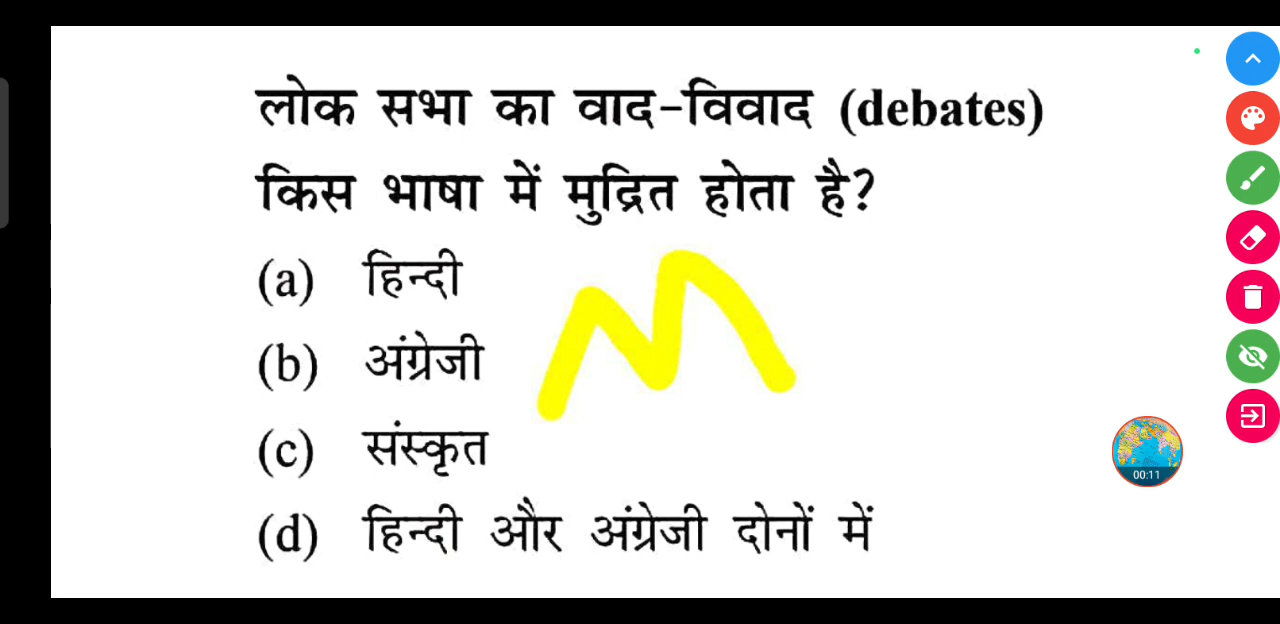 लोक सभा का वाद-विवाद (debates)
किस भाषा में मुद्रित होता है?
(a) हिन्दी
(b) अंग्रेजी
(c) संस्कृत
(d) हिन्दी और अंग्रेजी दोनों में
00:11